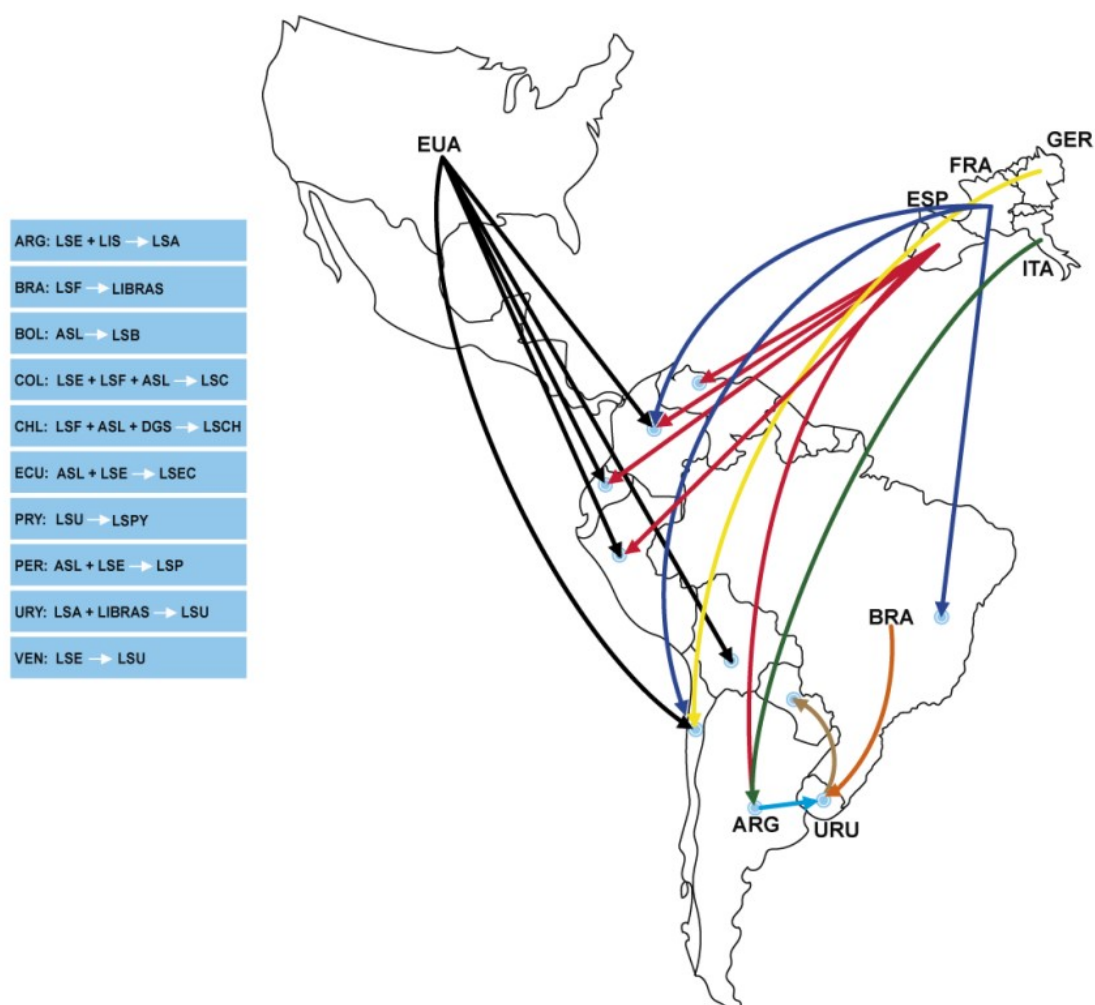 EUA
GER
FRA
ESP
ITA
ARG: LSE + LIS → LSA
BRA: LSF → LIBRAS
BOL: ASL → LSB
COL: LSE + LSF + ASL → LSC
CHL: LSF + ASL + DGS → LSCH
ECU: ASL + LSE → LSEC
PRY: LSU → LSPY
PER: ASL + LSE → LSP
URY: LSA + LIBRAS → LSU
VEN: LSE → LSU
BRA
ARG
URU